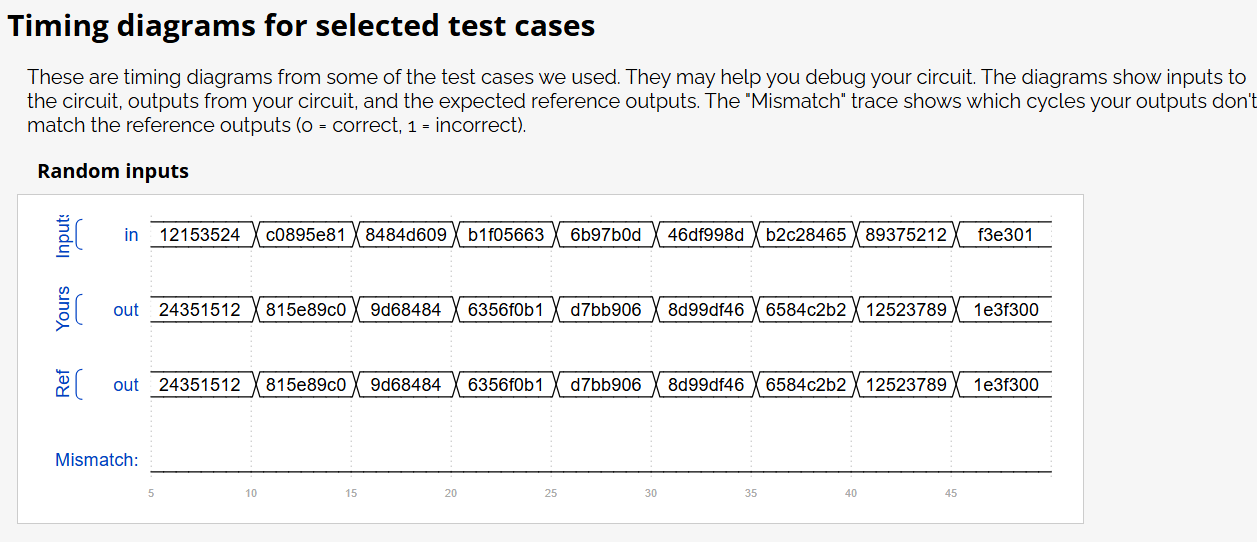 Timing diagrams for selected test cases
These are timing diagrams from some of the test cases we used. They may help you debug your circuit. The diagrams show inputs to
the circuit, outputs from your circuit, and the expected reference outputs. The "Mismatch" trace shows which cycles your outputs don't
match the reference outputs (0 = correct, 1 = incorrect).
Random inputs
Inputs in 12153524 c0895e81 8484d609 b1f05663 6b97b0d 46df998d b2c28465 89375212 f3e301
Yours out 24351512 815e89c0 9d68484 6356f0b1 d7bb906 8d99df46 6584c2b2 12523789 1e3f300
Ref out 24351512 815e89c0 9d68484 6356f0b1 d7bb906 8d99df46 6584c2b2 12523789 1e3f300
Mismatch:
5 10 15 20 25 30 35 40 45